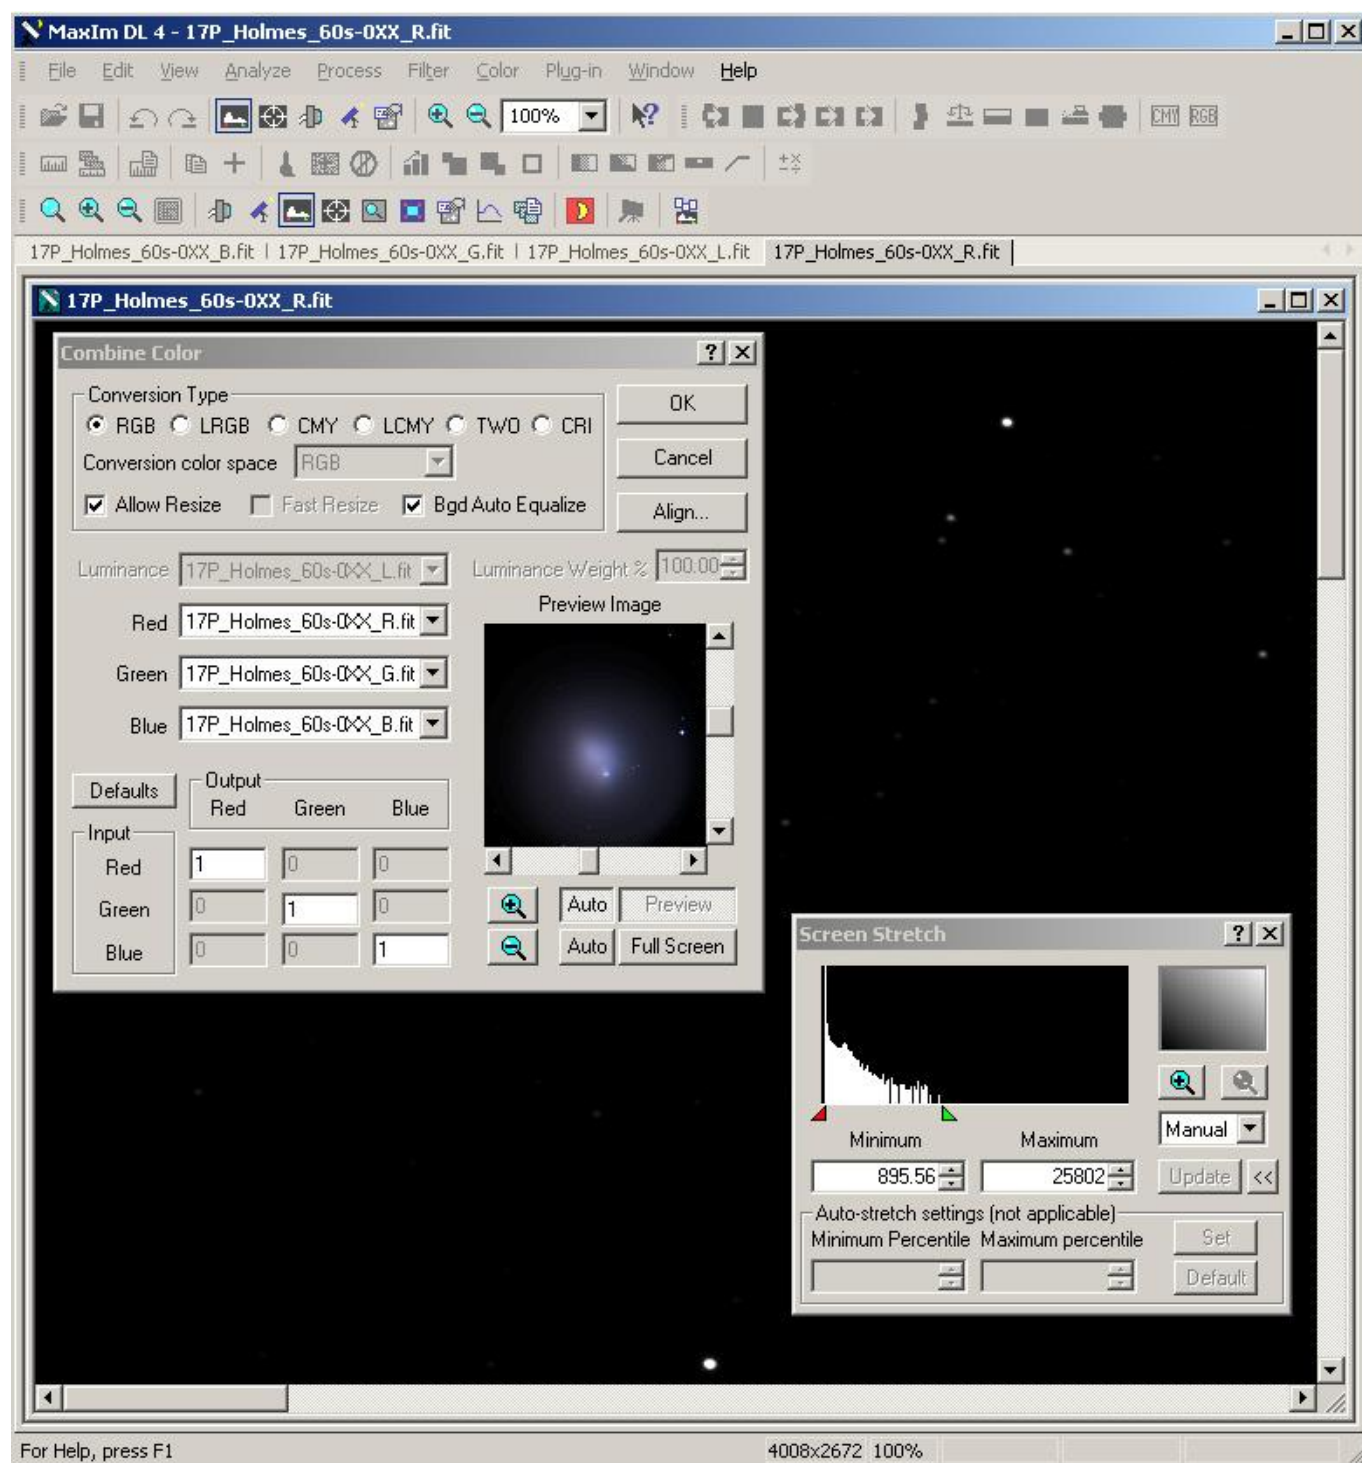 MaxIm DL 4 - 17P_Holmes_60s-0XX_R.fit
File Edit View Analyze Process Filter Color Plug-in Window Help
100% CMY RGB
17P_Holmes_60s-0XX_B.fit | 17P_Holmes_60s-0XX_G.fit | 17P_Holmes_60s-0XX_L.fit 17P_Holmes_60s-0XX_R.fit
17P_Holmes_60s-0XX_R.fit
Combine Color
Conversion Type
RGB LRGB CMY LCMY TWO CRI
Conversion color space RGB
Allow Resize Fast Resize Bgd Auto Equalize
OK
Cancel
Align...
Luminance 17P_Holmes_60s-0XX_L.fit Luminance Weight % 100.00
Red 17P_Holmes_60s-0XX_R.fit
Green 17P_Holmes_60s-0XX_G.fit
Blue 17P_Holmes_60s-0XX_B.fit
Preview Image
Defaults
Output
Red Green Blue
Input
Red 1 0 0
Green 0 1 0
Blue 0 0 1
Auto Preview
Auto Full Screen
Screen Stretch
Minimum Maximum
895.56 25802
Manual
Update <<
Auto-stretch settings (not applicable)
Minimum Percentile Maximum percentile
Set
Default
For Help, press F1 4008x2672 100%